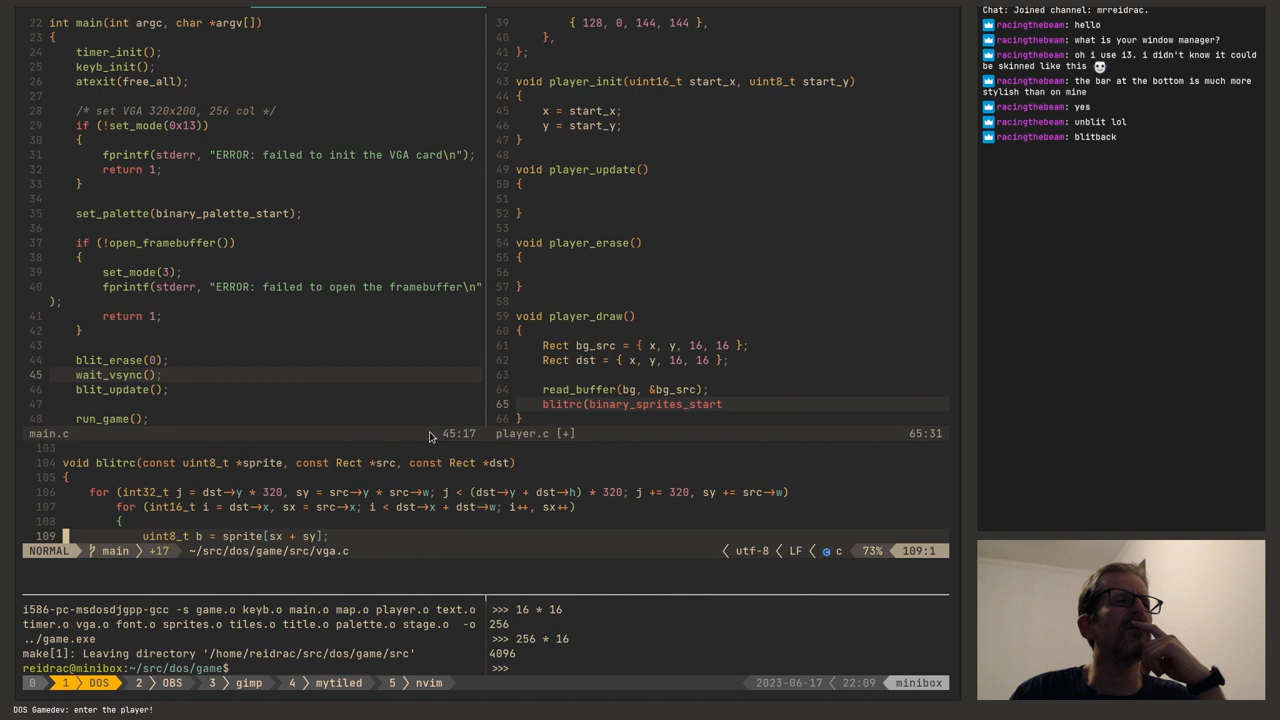 22 int main(int argc, char *argv[])
23 {
24     timer_init();
25     keyb_init();
26     atexit(free_all);
27
28     /* set VGA 320x200, 256 col */
29     if (!set_mode(0x13))
30     {
31         fprintf(stderr, "ERROR: failed to init the VGA card\n");
32         return 1;
33     }
34
35     set_palette(binary_palette_start);
36
37     if (!open_framebuffer())
38     {
39         set_mode(3);
40         fprintf(stderr, "ERROR: failed to open the framebuffer\n"
);
41         return 1;
42     }
43
44     blit_erase(0);
45     wait_vsync();
46     blit_update();
47
48     run_game();
main.c 45:17
39         { 128, 0, 144, 144 },
40     },
41 };
42
43 void player_init(uint16_t start_x, uint8_t start_y)
44 {
45     x = start_x;
46     y = start_y;
47 }
48
49 void player_update()
50 {
51
52 }
53
54 void player_erase()
55 {
56
57 }
58
59 void player_draw()
60 {
61     Rect bg_src = { x, y, 16, 16 };
62     Rect dst = { x, y, 16, 16 };
63
64     read_buffer(bg, &bg_src);
65     blitrc(binary_sprites_start
66 }
player.c [+] 65:31
103
104 void blitrc(const uint8_t *sprite, const Rect *src, const Rect *dst)
105 {
106     for (int32_t j = dst→y * 320, sy = src→y * src→w; j < (dst→y + dst→h) * 320; j += 320, sy += src→w)
107         for (int16_t i = dst→x, sx = src→x; i < dst→x + dst→w; i++, sx++)
108         {
109             uint8_t b = sprite[sx + sy];
NORMAL main +17 ~/src/dos/game/src/vga.c utf-8 LF c 73% 109:1
i586-pc-msdosdjgpp-gcc -s game.o keyb.o main.o map.o player.o text.o
timer.o vga.o font.o sprites.o tiles.o title.o palette.o stage.o  -o
../game.exe
make[1]: Leaving directory '/home/reidrac/src/dos/game/src'
reidrac@minibox:~/src/dos/game$
>>> 16 * 16
256
>>> 256 * 16
4096
>>>
0 1 DOS 2 OBS 3 gimp 4 mytiled 5 nvim 2023-06-17 22:09 minibox
DOS Gamedev: enter the player!
Chat: Joined channel: mrreidrac.
racingthebeam: hello
racingthebeam: what is your window manager?
racingthebeam: oh i use i3. i didn't know it could
be skinned like this
racingthebeam: the bar at the bottom is much more
stylish than on mine
racingthebeam: yes
racingthebeam: unblit lol
racingthebeam: blitback